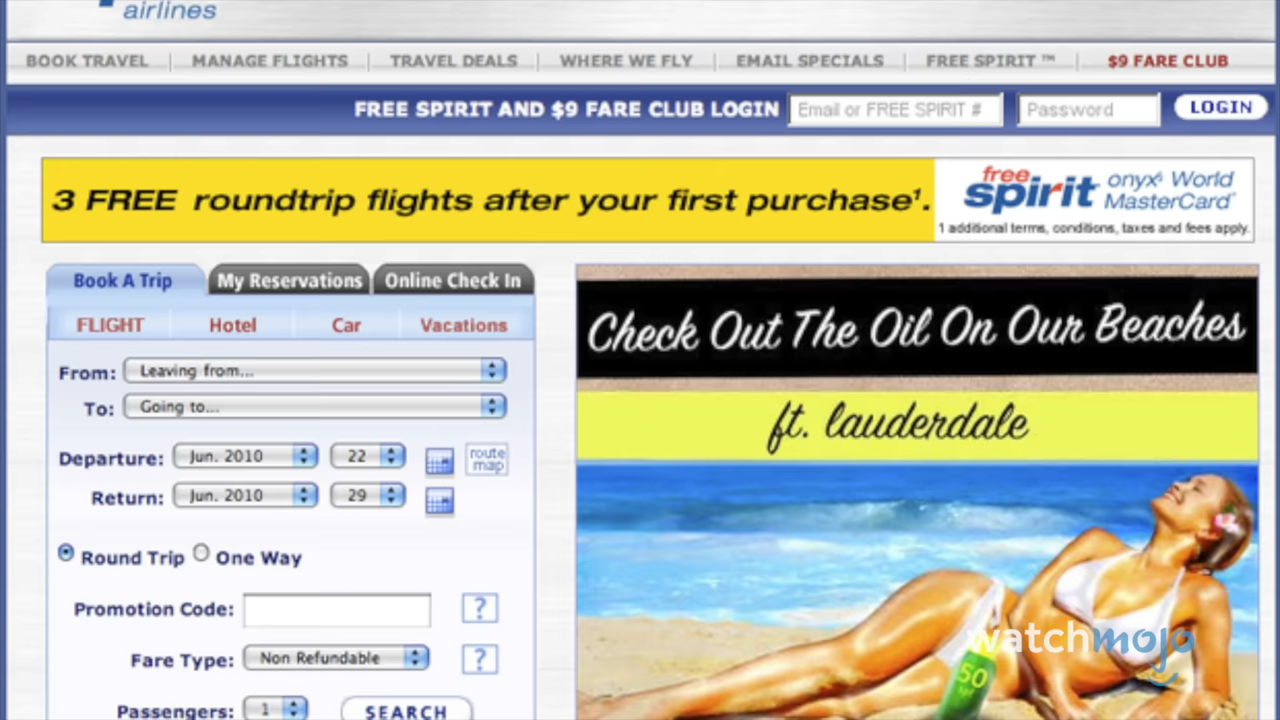 airlines
BOOK TRAVEL MANAGE FLIGHTS TRAVEL DEALS WHERE WE FLY EMAIL SPECIALS FREE SPIRIT ™ $9 FARE CLUB
FREE SPIRIT AND $9 FARE CLUB LOGIN Email or FREE SPIRIT # Password LOGIN
3 FREE roundtrip flights after your first purchase¹.
free
spirit onyx World
MasterCard
1 additional terms, conditions, taxes and fees apply.
Book A Trip My Reservations Online Check In
FLIGHT Hotel Car Vacations
From: Leaving from...
To: Going to...
Departure: Jun. 2010 22 route map
Return: Jun. 2010 29
Round Trip One Way
Promotion Code: ?
Fare Type: Non Refundable ?
Passengers: 1 SEARCH
Check Out The Oil On Our Beaches
ft. lauderdale
50
watchmojo